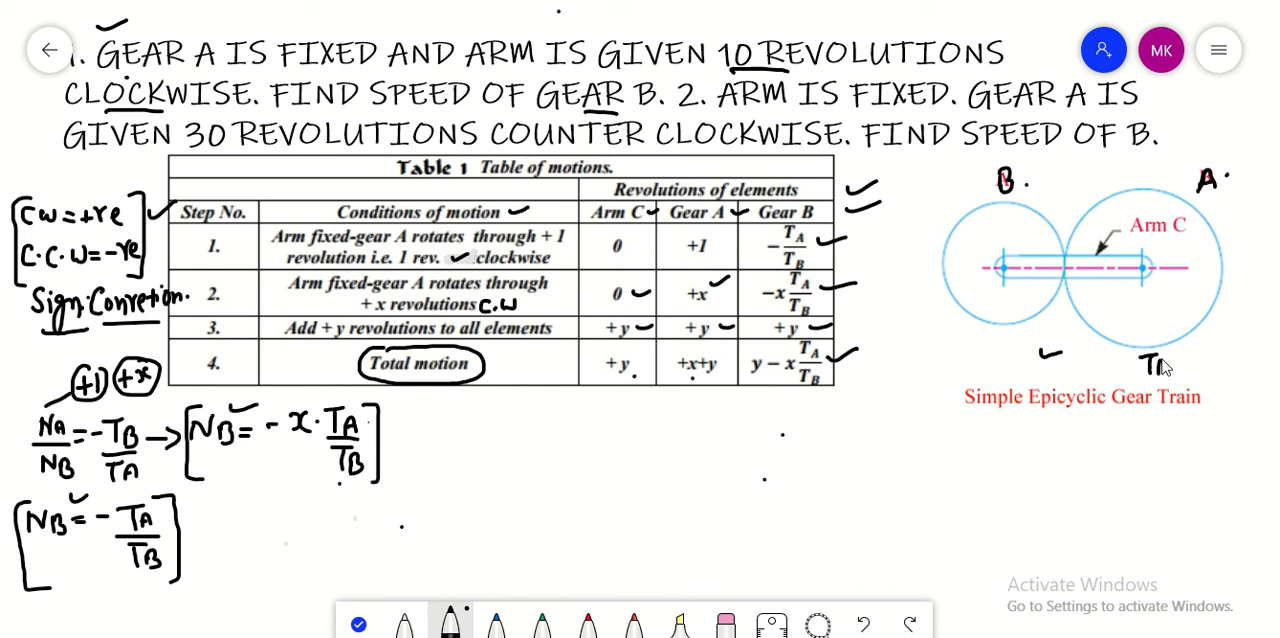 1. GEAR A IS FIXED AND ARM IS GIVEN 10 REVOLUTIONS
CLOCKWISE. FIND SPEED OF GEAR B. 2. ARM IS FIXED. GEAR A IS
GIVEN 30 REVOLUTIONS COUNTER CLOCKWISE. FIND SPEED OF B.
MK
Table 1 Table of motions.
Revolutions of elements
Step No. Conditions of motion Arm C Gear A Gear B
1. Arm fixed-gear A rotates through + 1
revolution i.e. 1 rev. clockwise 0 +1 – TA/TB
2. Arm fixed-gear A rotates through
+ x revolutions C.W 0 +x –x TA/TB
3. Add + y revolutions to all elements +y +y +y
4. Total motion +y +x+y y – x TA/TB
CW = +ve
C.C.W = -ve
Sign Convention.
+1 +x
NA/NB = -TB/TA → [NB = - x . TA/TB]
[NB = - TA/TB]
B. A.
Arm C
TA
Simple Epicyclic Gear Train
Activate Windows
Go to Settings to activate Windows.